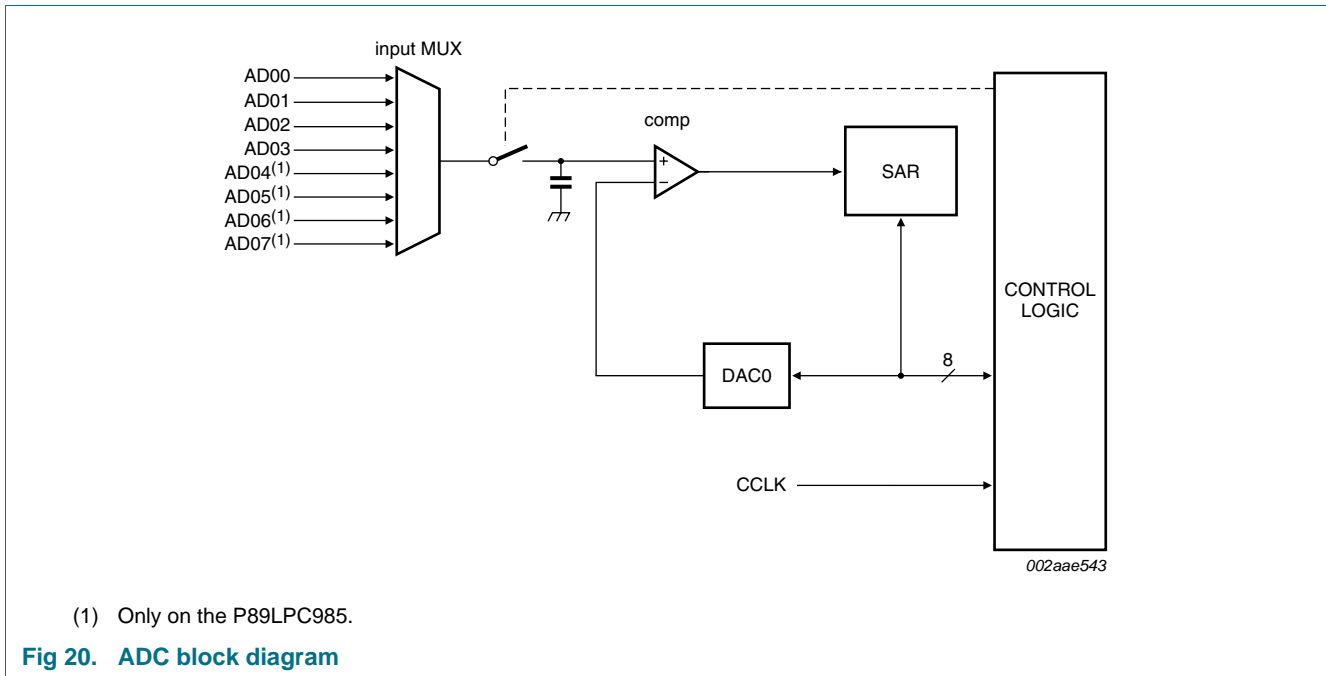 input MUX
AD00
AD01
AD02
AD03
AD04(1)
AD05(1)
AD06(1)
AD07(1)
comp
+
−
SAR
CONTROL
LOGIC
DAC0
8
CCLK
002aae543
(1) Only on the P89LPC985.
Fig 20. ADC block diagram